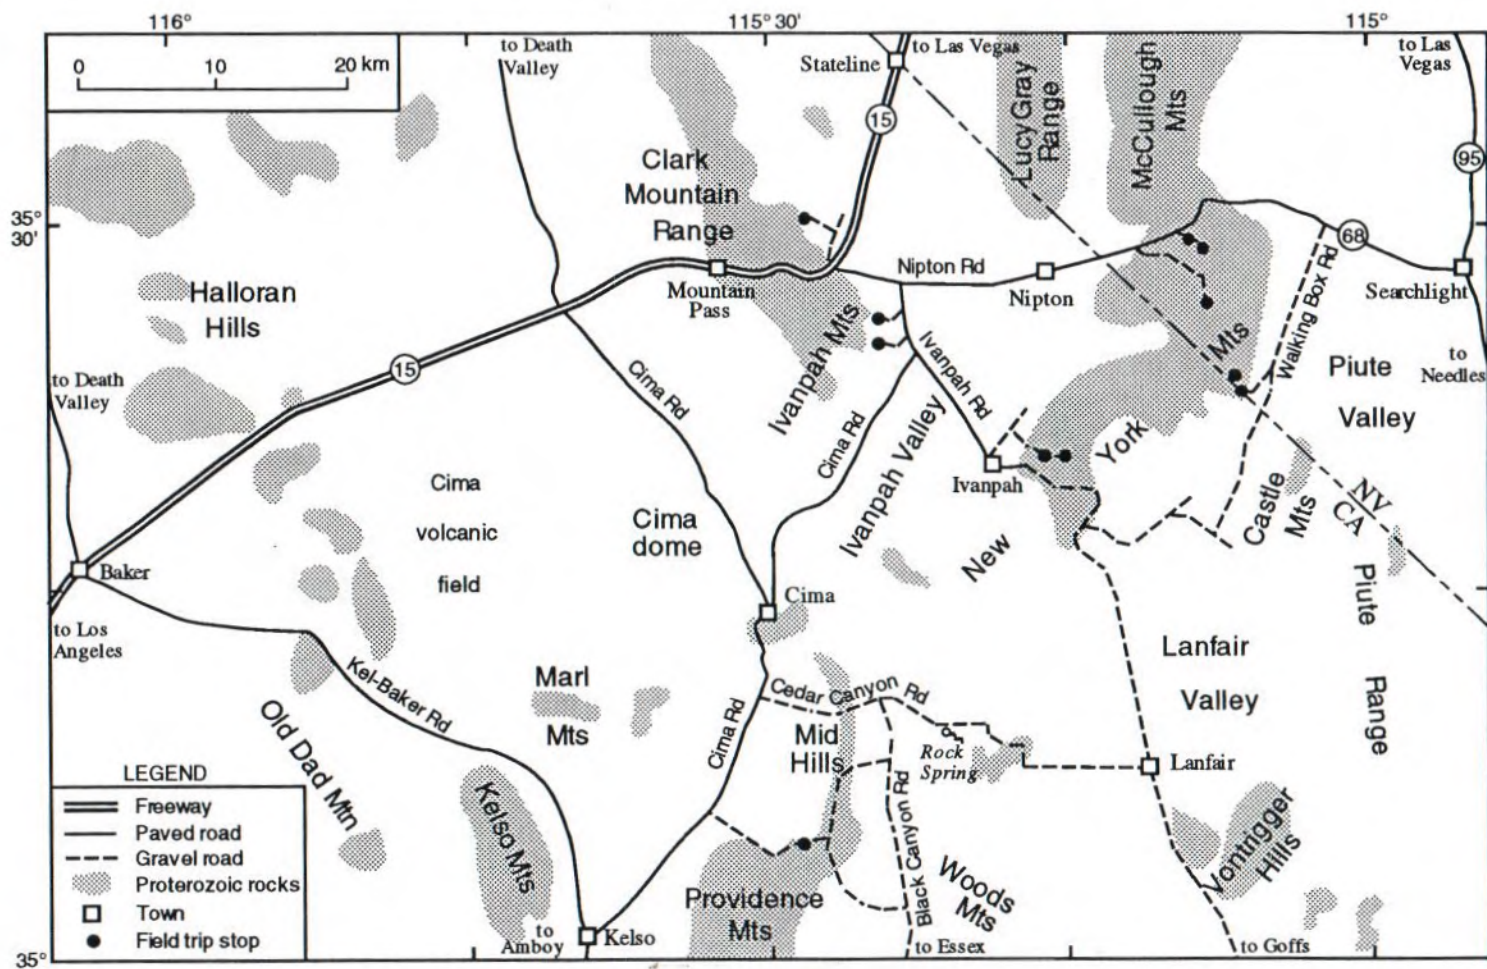 116°
115° 30'
115°
0
10
20 km
to Death
Valley
Stateline
to Las Vegas
to Las
Vegas
15
Lucy Gray
Range
McCullough
Mts
95
Clark
Mountain
Range
35°
30'
68
Nipton Rd
Nipton
Searchlight
Mountain
Pass
Halloran
Hills
Ivanpah Mts
Ivanpah Rd
Mts
Walking Box Rd
Piute
Valley
to
Needles
to Death
Valley
15
Cima Rd
Cima Rd
Ivanpah Valley
York
Ivanpah
Castle
Mts
NV
CA
Cima
volcanic
field
Cima
dome
New
Baker
Cima
Piute
Range
to Los
Angeles
Kel-Baker Rd
Marl
Mts
Cedar Canyon Rd
Lanfair
Valley
Old Dad Mtn
Cima Rd
Mid
Hills
Rock
Spring
Lanfair
LEGEND
Freeway
Paved road
Gravel road
Proterozoic rocks
Town
Field trip stop
Kelso Mts
Black Canyon Rd
Vontrigger
Hills
Providence
Mts
Woods
Mts
to
Amboy
Kelso
to Essex
to Goffs
35°